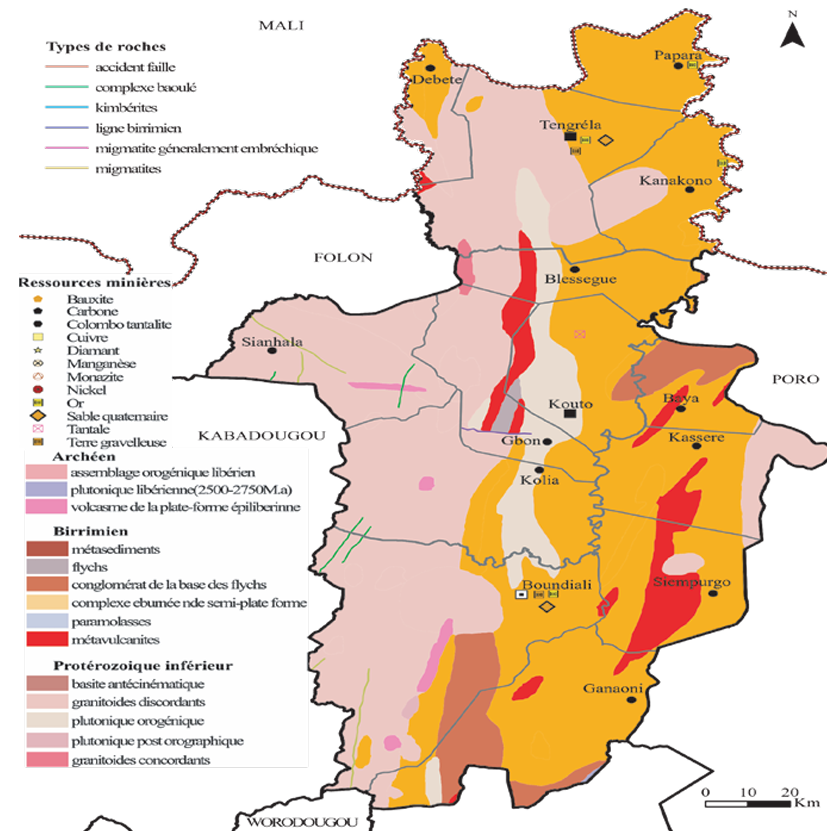 MALI
N
Types de roches
accident faille
complexe baoulé
kimbérites
ligne birrimien
migmatite géneralement embréchique
migmatites
Debete
Papara
Tengréla
Kanakono
FOLON
Blessegue
Ressources minières
Bauxite
Carbone
Colombo tantalite
Cuivre
Diamant
Manganèse
Monazite
Nickel
Or
Sable quaternaire
Tantale
Terre gravelleuse
Sianhala
PORO
KABADOUGOU
Kouto
Baya
Gbon
Kassere
Kolia
Archéen
assemblage orogénique libérien
plutonique libérienne(2500-2750M.a)
volcasme de la plate-forme épiliberinne
Birrimien
métasediments
flychs
conglomérat de la base des flychs
complexe eburnée nde semi-plate forme
paramolasses
métavulcanites
Boundiali
Siempurgo
Protérozoique inférieur
basite antécinématique
granitoides discordants
plutonique orogénique
plutonique post orographique
granitoides concordants
Ganaoni
0 10 20
Km
WORODOUGOU